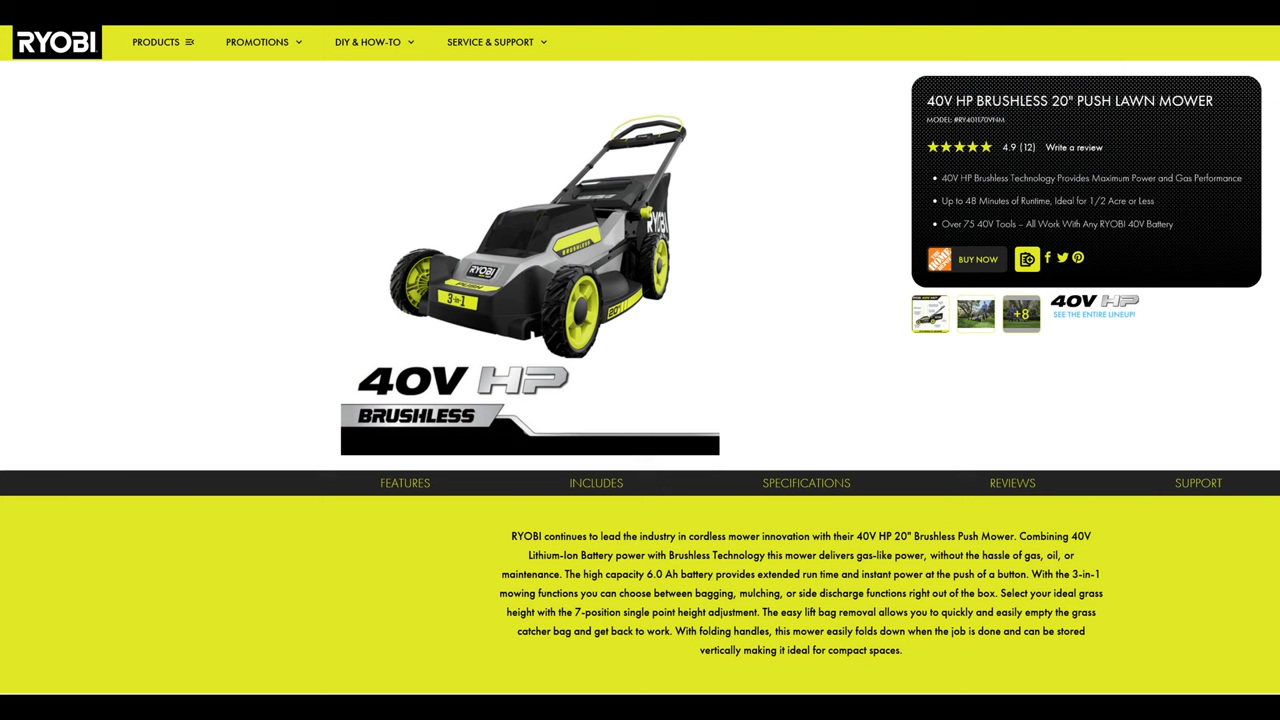 RYOBI
PRODUCTS
PROMOTIONS
DIY & HOW-TO
SERVICE & SUPPORT
40V HP BRUSHLESS 20" PUSH LAWN MOWER
MODEL: #RY401170VNM
4.9 (12) Write a review
40V HP Brushless Technology Provides Maximum Power and Gas Performance
Up to 48 Minutes of Runtime, Ideal for 1/2 Acre or Less
Over 75 40V Tools – All Work With Any RYOBI 40V Battery
BUY NOW
+8
40V HP
SEE THE ENTIRE LINEUP!
RYOBI
BRUSHLESS
RYOBI
PUSH
3-in-1
20"
40V HP
BRUSHLESS
FEATURES
INCLUDES
SPECIFICATIONS
REVIEWS
SUPPORT
RYOBI continues to lead the industry in cordless mower innovation with their 40V HP 20" Brushless Push Mower. Combining 40V
Lithium-Ion Battery power with Brushless Technology this mower delivers gas-like power, without the hassle of gas, oil, or
maintenance. The high capacity 6.0 Ah battery provides extended run time and instant power at the push of a button. With the 3-in-1
mowing functions you can choose between bagging, mulching, or side discharge functions right out of the box. Select your ideal grass
height with the 7-position single point height adjustment. The easy lift bag removal allows you to quickly and easily empty the grass
catcher bag and get back to work. With folding handles, this mower easily folds down when the job is done and can be stored
vertically making it ideal for compact spaces.